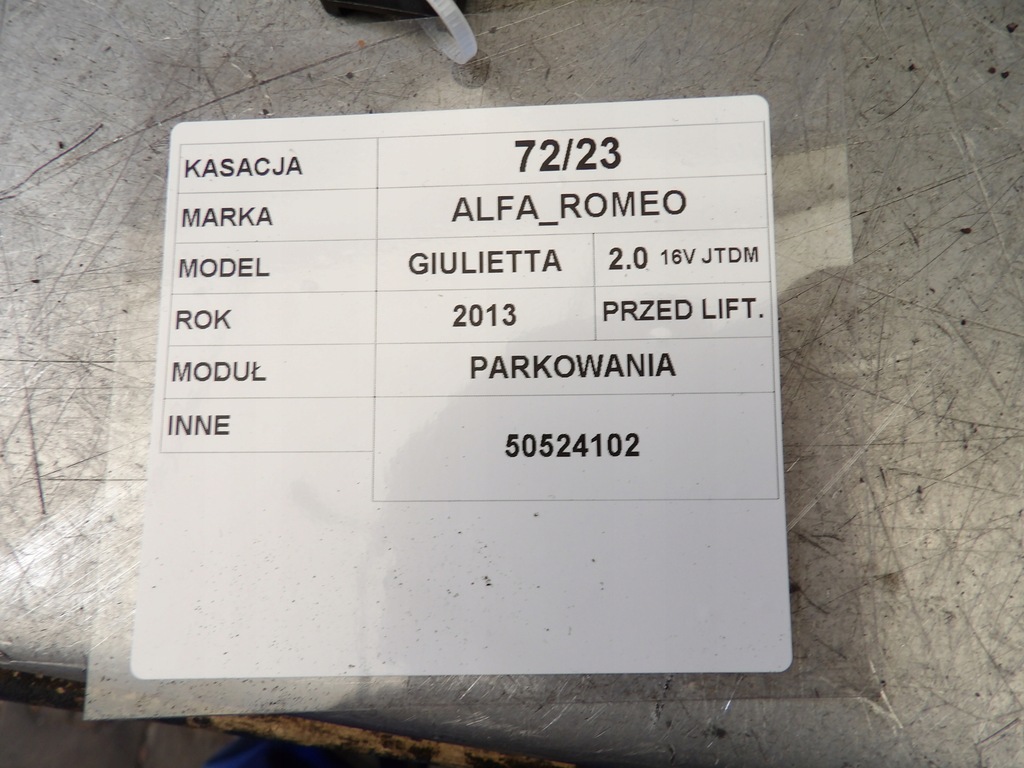 KASACJA 72/23
MARKA ALFA_ROMEO
MODEL GIULIETTA 2.0 16V JTDM
ROK 2013 PRZED LIFT.
MODUŁ PARKOWANIA
INNE 50524102